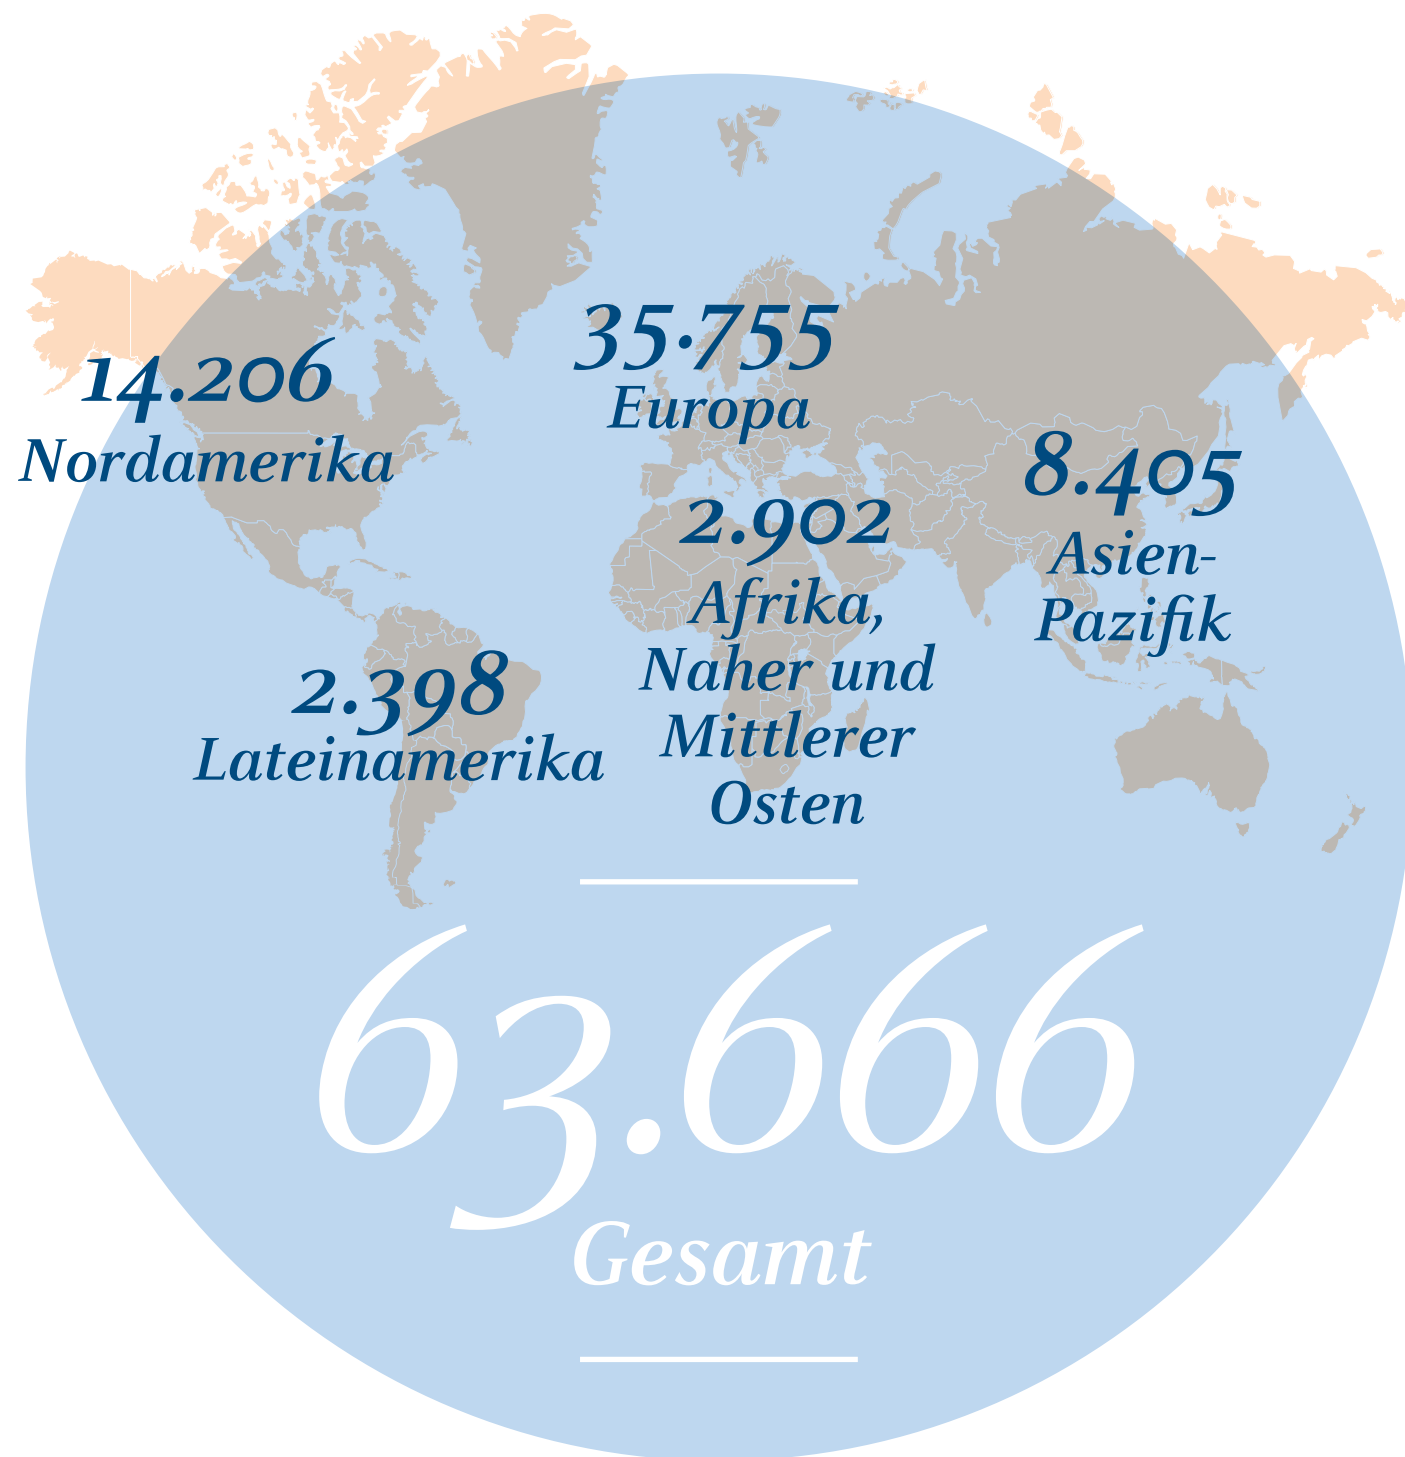 14.206
Nordamerika
35.755
Europa
8.405
Asien-
Pazifik
2.902
Afrika,
Naher und
Mittlerer
Osten
2.398
Lateinamerika
63.666
Gesamt